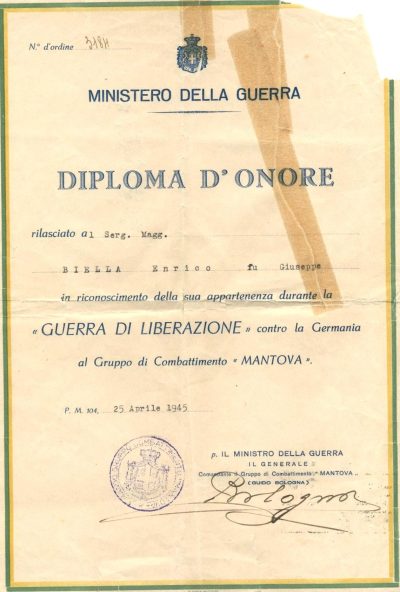 N.° d'ordine 3184
MINISTERO DELLA GUERRA
DIPLOMA D'ONORE
rilasciato al Serg. Magg.
BIELLA Enrico fu Giuseppe
in riconoscimento della sua appartenenza durante la
« GUERRA DI LIBERAZIONE » contro la Germania
al Gruppo di Combattimento « MANTOVA ».
P. M. 104, 25 Aprile 1945
p. IL MINISTRO DELLA GUERRA
IL GENERALE
Comandante il Gruppo di Combattimento "MANTOVA"
(GUIDO BOLOGNA)
Bologna